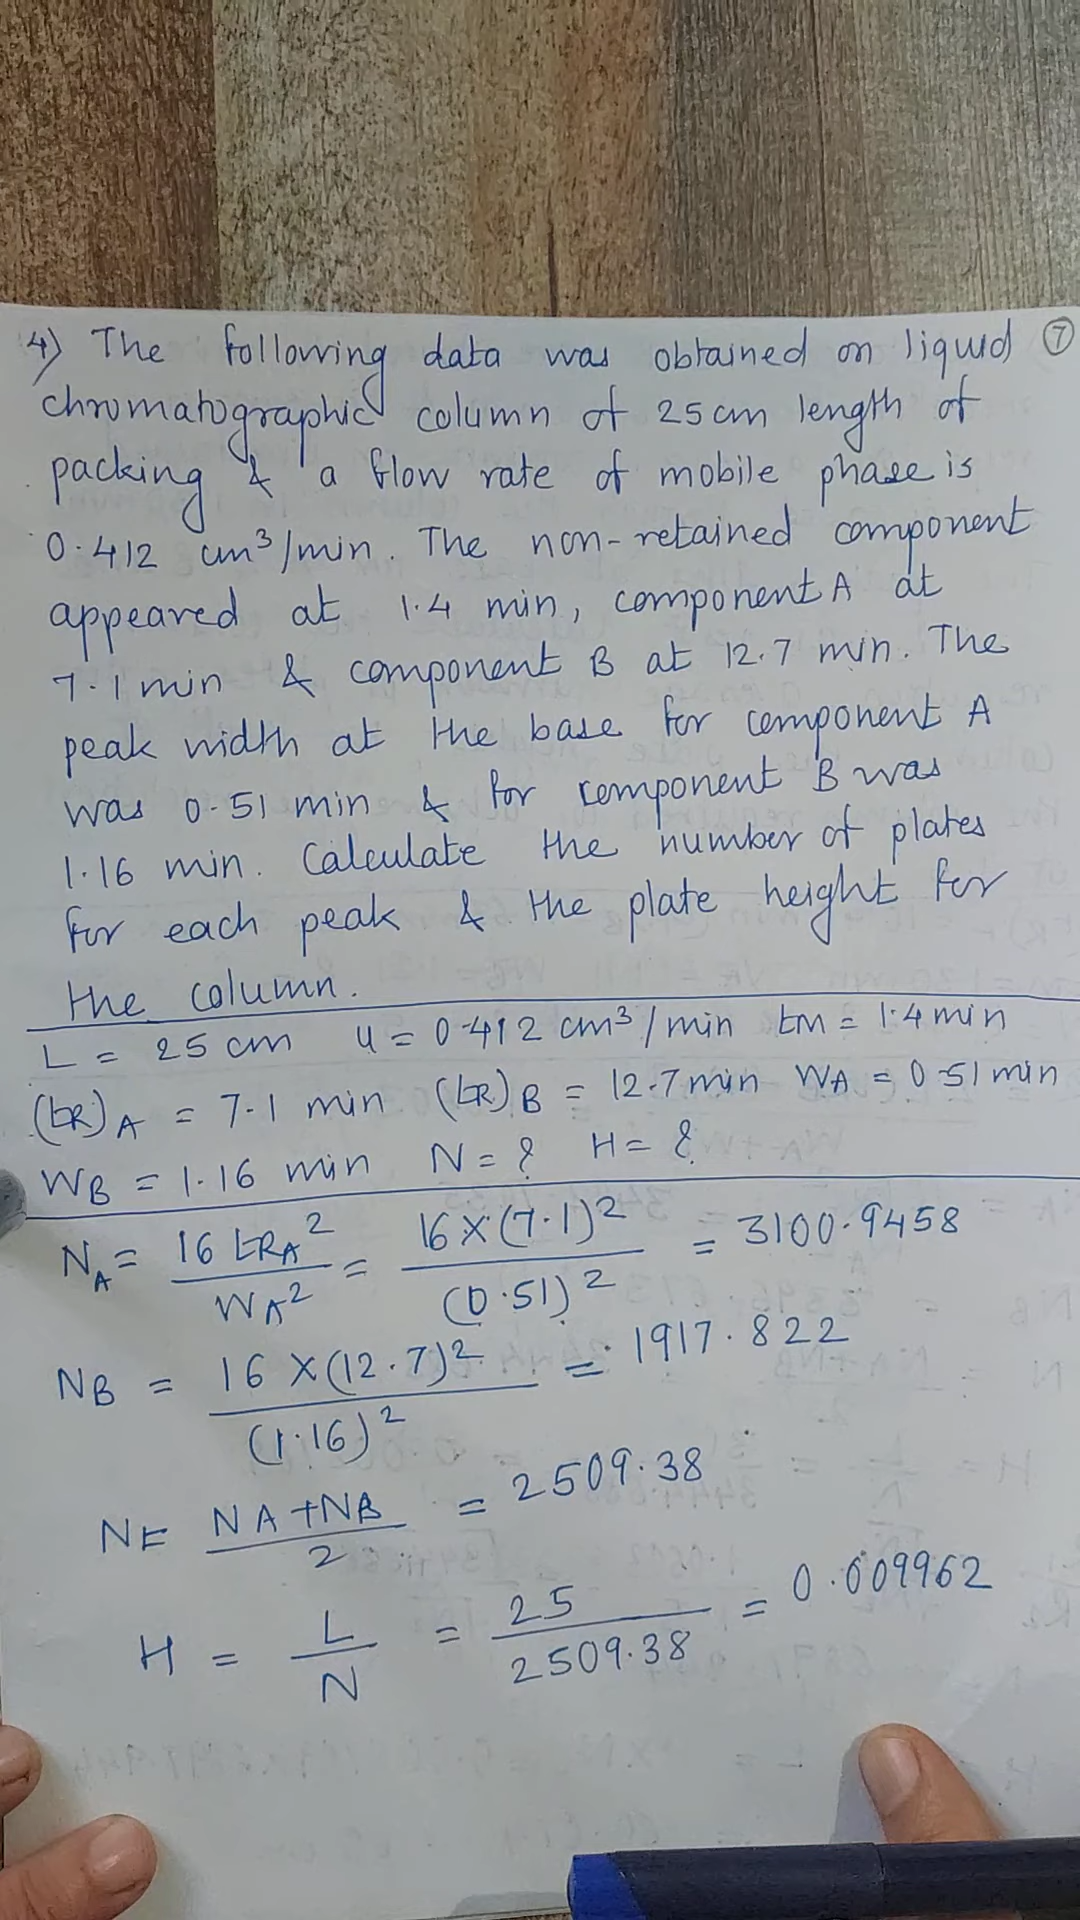 4) The following data was obtained on liquid ⑦
chromatographic column of 25 cm length of
packing & a flow rate of mobile phase is
0.412 cm³/min. The non-retained component
appeared at 1.4 min, component A at
7.1 min & component B at 12.7 min. The
peak width at the base for component A
was 0.51 min & for component B was
1.16 min. Calculate the number of plates
for each peak & the plate height for
the column.
L = 25 cm u = 0.412 cm³/min tm = 1.4 min
(tR)A = 7.1 min (tR)B = 12.7 min WA = 0.51 min
WB = 1.16 min N = ? H = ?
NA = 16 tRA² / WA² = 16 × (7.1)² / (0.51)² = 3100.9458
NB = 16 × (12.7)² / (1.16)² = 1917.822
N = NA + NB / 2 = 2509.38
H = L / N = 25 / 2509.38 = 0.009962